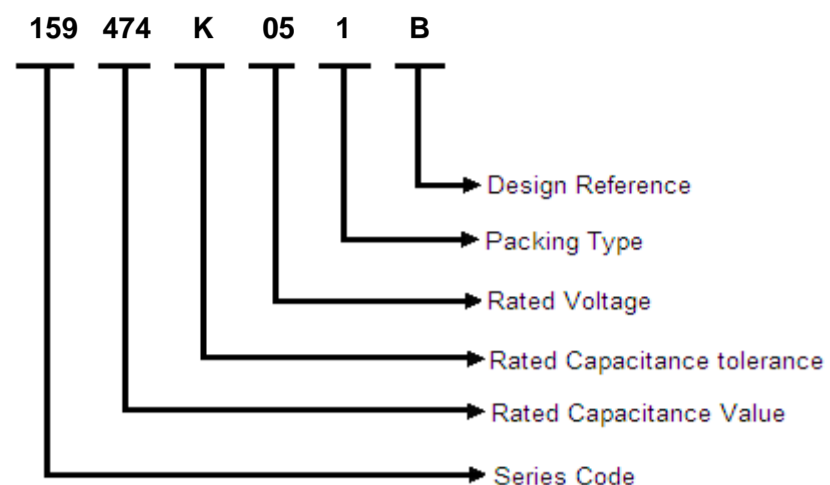 159 474 K 05 1 B
Design Reference
Packing Type
Rated Voltage
Rated Capacitance tolerance
Rated Capacitance Value
Series Code